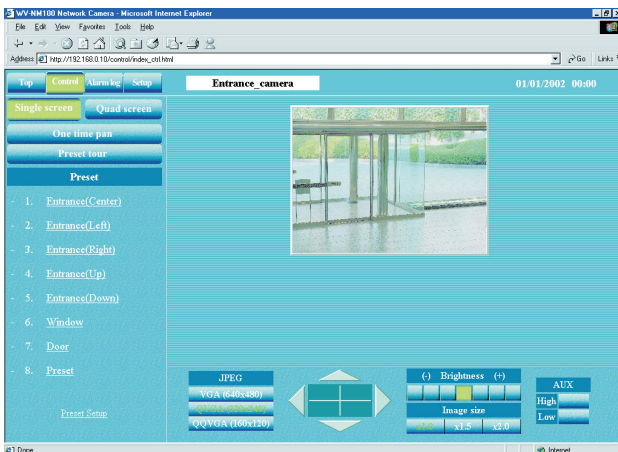 WV-NM100 Network Camera - Microsoft Internet Explorer
File Edit View Favorites Tools Help
Address http://192.168.0.10/control/index_ctrl.html Go Links
Top Control Alarm log Setup
Entrance_camera
01/01/2002 00:00
Single screen Quad screen
One time pan
Preset tour
Preset
- 1. Entrance(Center)
- 2. Entrance(Left)
- 3. Entrance(Right)
- 4. Entrance(Up)
- 5. Entrance(Down)
- 6. Window
- 7. Door
- 8. Preset
Preset Setup
JPEG
VGA (640x480)
QQVGA (160x120)
(-) Brightness (+)
Image size
x1.0 x1.5 x2.0
AUX
High
Low
Done
Internet